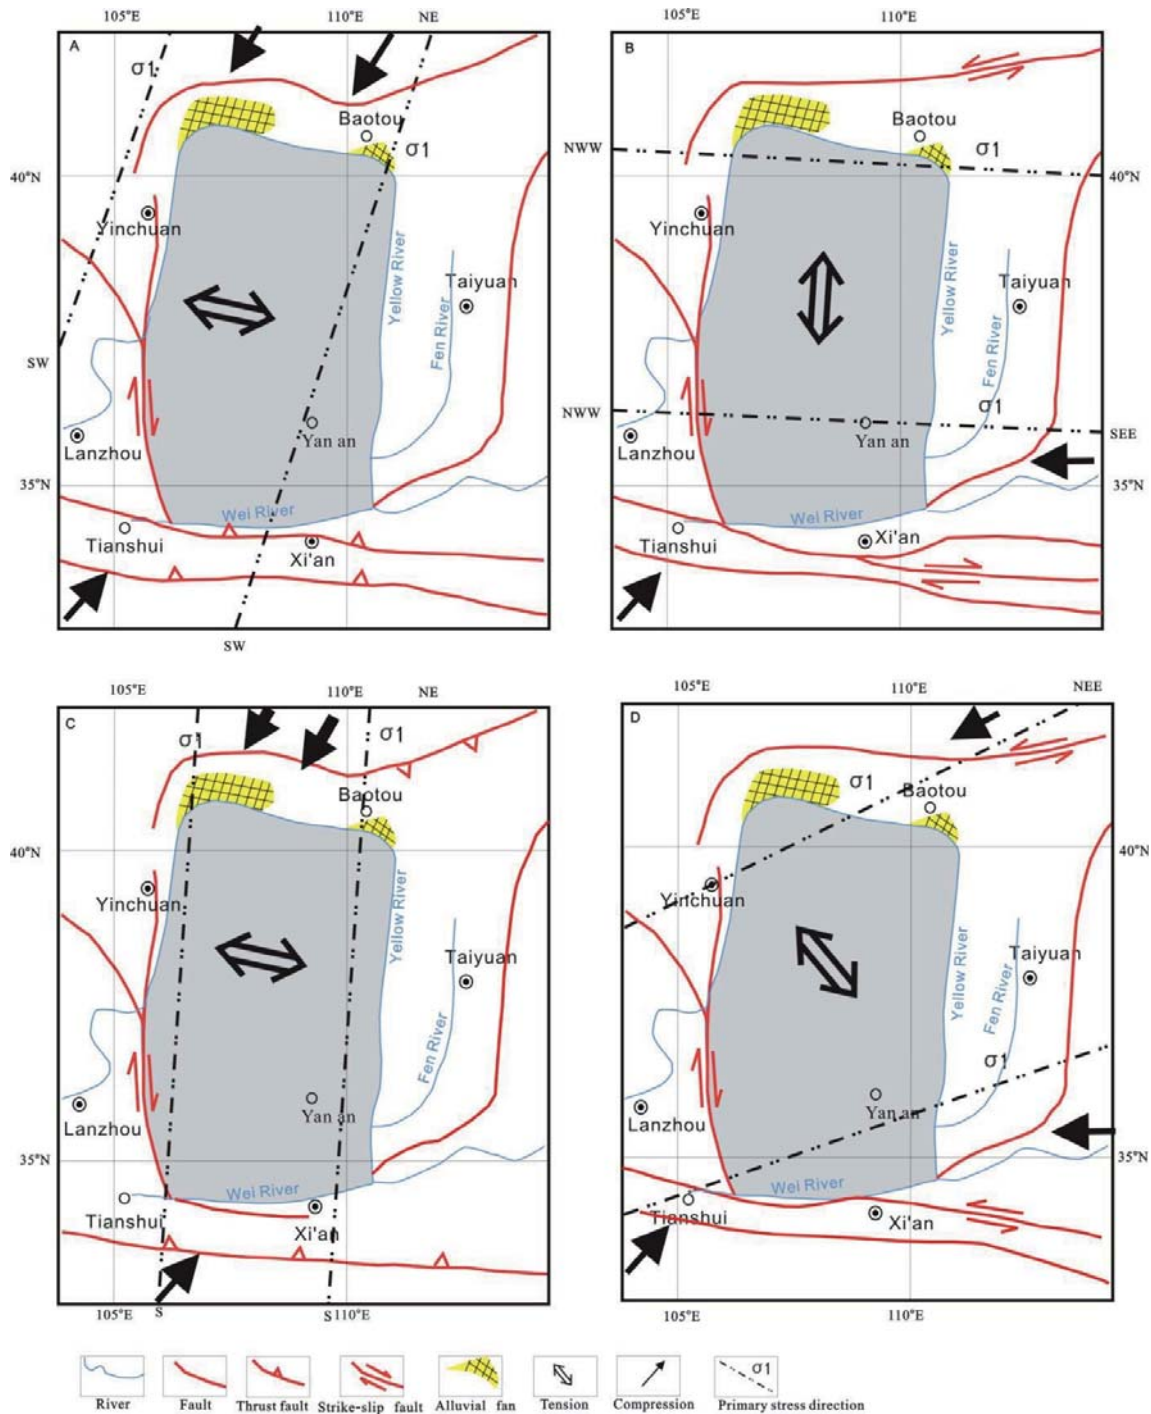 105°E 110°E NE
A
σ1
Baotou
σ1
40°N
Yinchuan
Yellow River
Taiyuan
Fen River
SW
Yan an
Lanzhou
35°N
Wei River
Tianshui
Xi'an
SW
105°E 110°E
B
Baotou
NWW
σ1
40°N
Yinchuan
Yellow River
Taiyuan
Fen River
NWW
σ1
Yan an
SEE
Lanzhou
35°N
Wei River
Tianshui
Xi'an
105°E 110°E
105°E 110°E NE
C
σ1
σ1
Baotou
40°N
Yinchuan
Yellow River
Taiyuan
Fen River
Yan an
Lanzhou
35°N
Wei River
Tianshui
Xi'an
105°E S S 110°E
105°E 110°E NEE
D
σ1
Baotou
40°N
Yinchuan
Yellow River
Taiyuan
Fen River
σ1
Yan an
Lanzhou
35°N
Wei River
Tianshui
Xi'an
105°E 110°E
σ1
River Fault Thrust fault Strike-slip fault Alluvial fan Tension Compression Primary stress direction